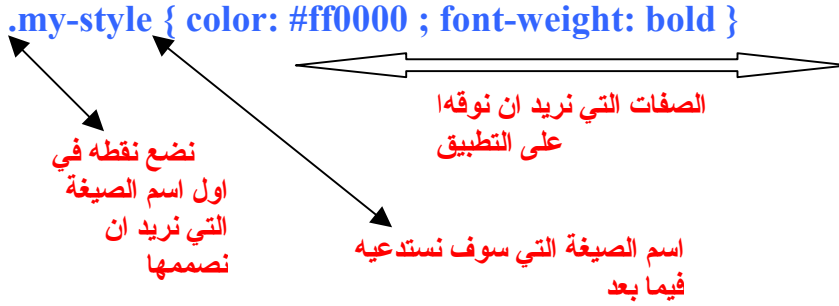 .my-style { color: #ff0000 ; font-weight: bold }
الصفات التي نريد ان نوقها
على التطبيق
نضع نقطه في
اول اسم الصيغة
التي نريد ان
نصممها
اسم الصيغة التي سوف نستدعيه
فيما بعد